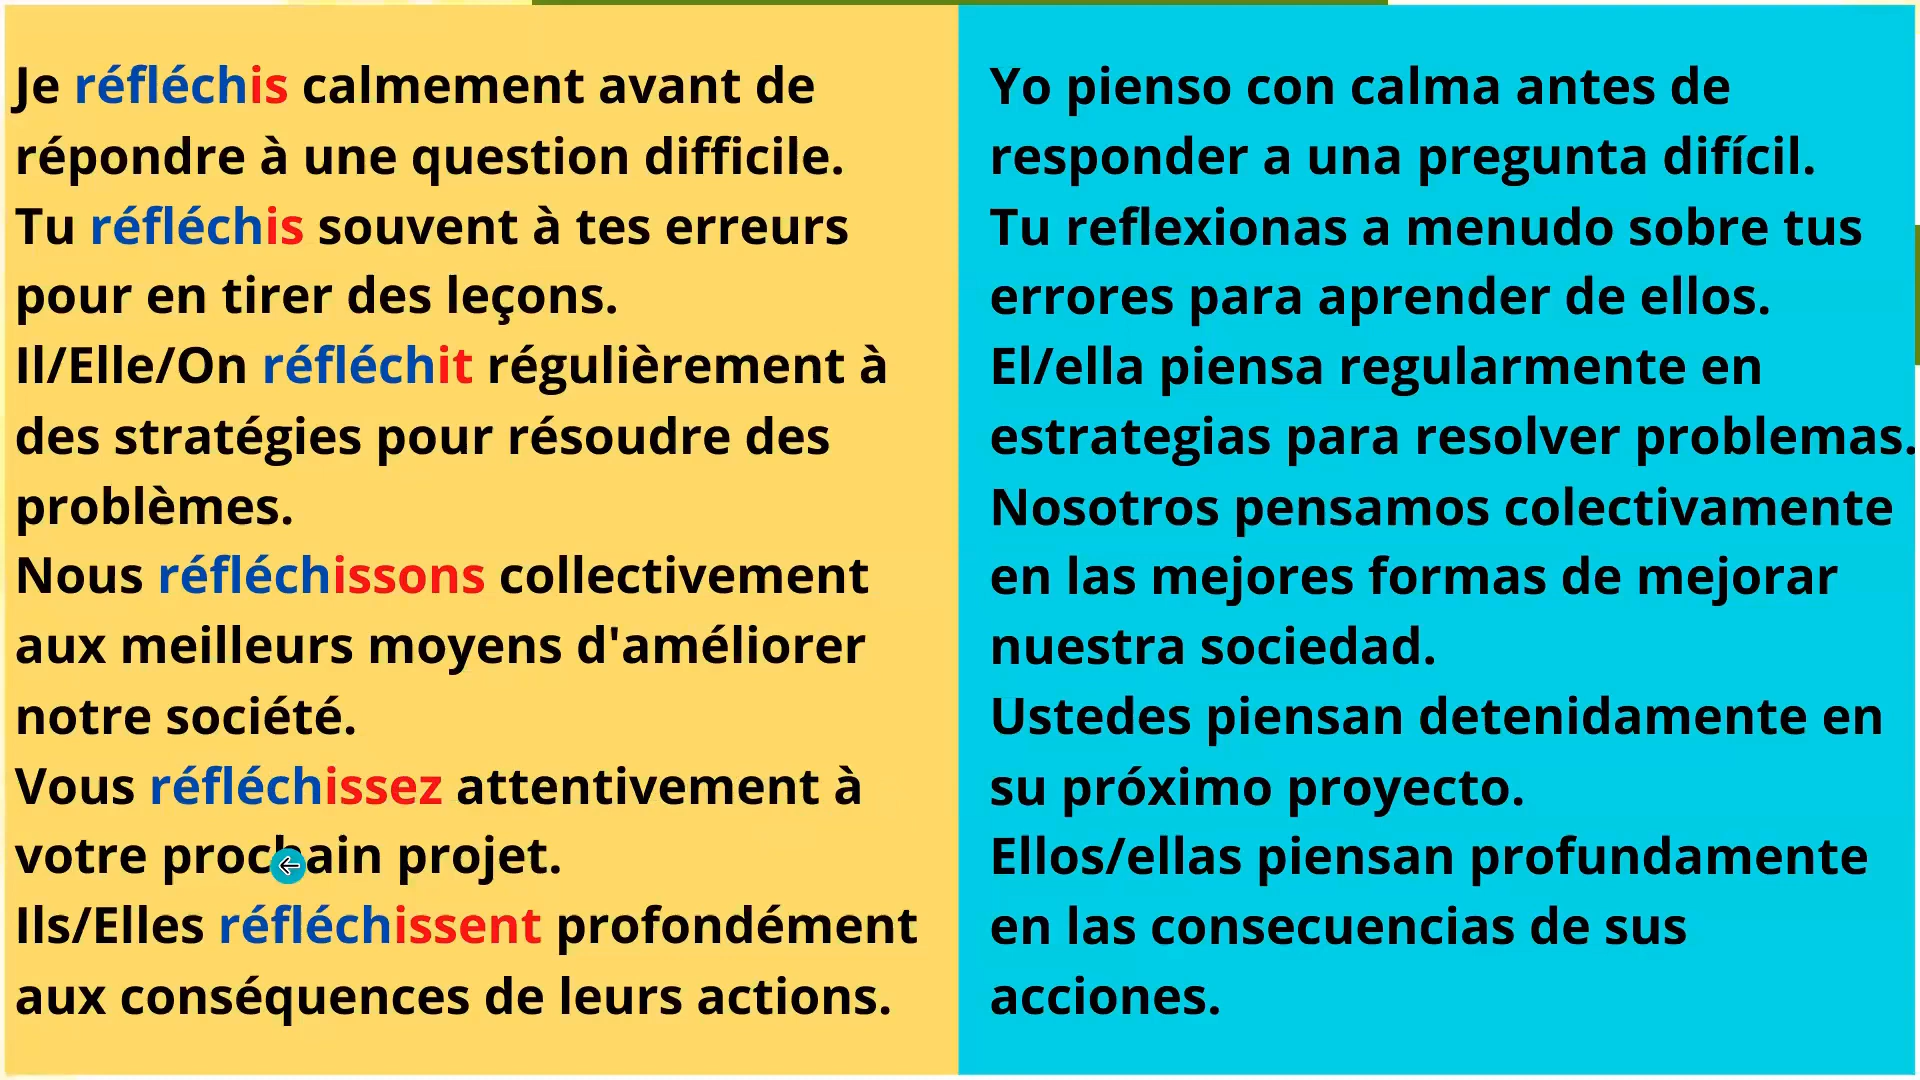 Je réfléchis calmement avant de
répondre à une question difficile.
Tu réfléchis souvent à tes erreurs
pour en tirer des leçons.
Il/Elle/On réfléchit régulièrement à
des stratégies pour résoudre des
problèmes.
Nous réfléchissons collectivement
aux meilleurs moyens d'améliorer
notre société.
Vous réfléchissez attentivement à
votre prochain projet.
Ils/Elles réfléchissent profondément
aux conséquences de leurs actions.
Yo pienso con calma antes de
responder a una pregunta difícil.
Tu reflexionas a menudo sobre tus
errores para aprender de ellos.
El/ella piensa regularmente en
estrategias para resolver problemas.
Nosotros pensamos colectivamente
en las mejores formas de mejorar
nuestra sociedad.
Ustedes piensan detenidamente en
su próximo proyecto.
Ellos/ellas piensan profundamente
en las consecuencias de sus
acciones.